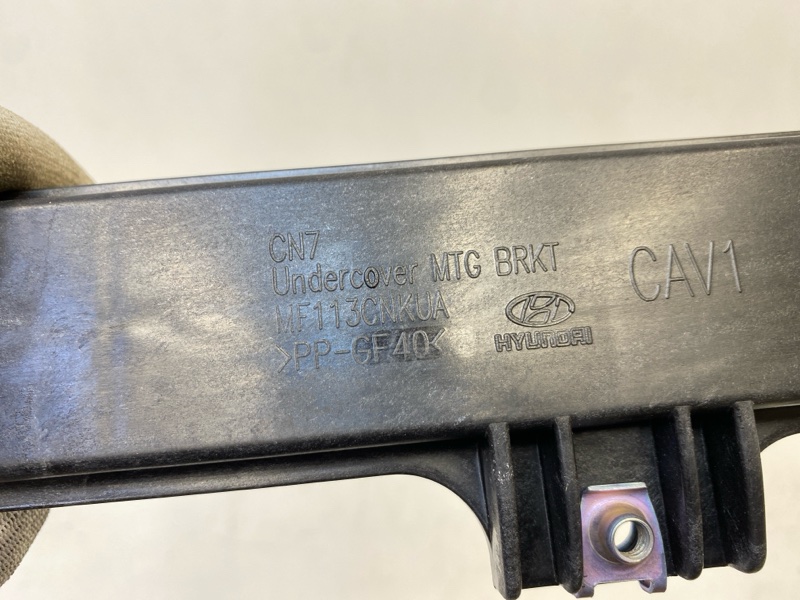 CN7
Undercover MTG BRKT
MF113CNKUA
>PP-GF40<
HYUNDAI
CAV1